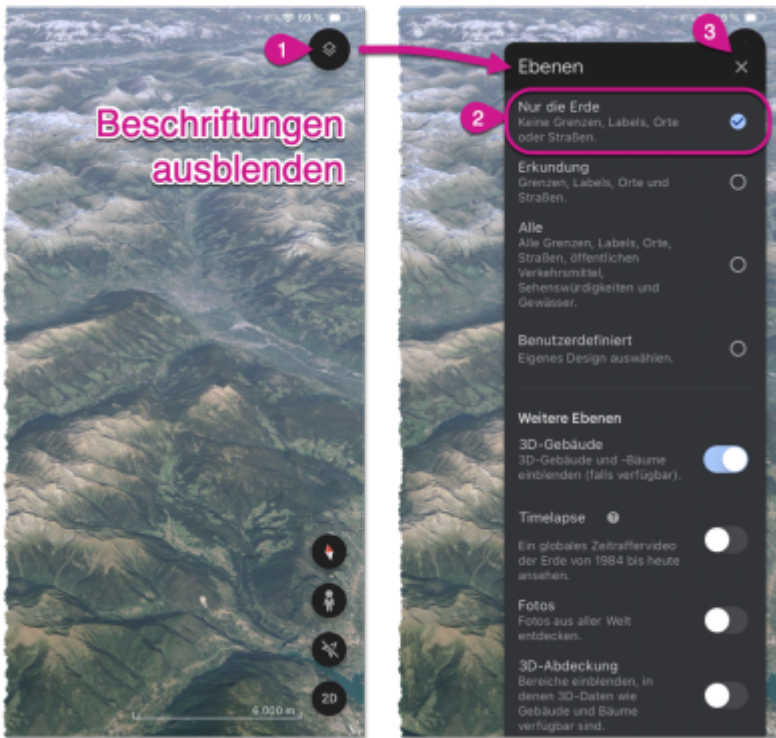 59 %
1
Beschriftungen
ausblenden
2D
6.000 m
%
3
Ebenen
2
Nur die Erde
Keine Grenzen, Labels, Orte
oder Straßen.
Erkundung
Grenzen, Labels, Orte und
Straßen.
Alle
Alle Grenzen, Labels, Orte,
Straßen, öffentlichen
Verkehrsmittel,
Sehenswürdigkeiten und
Gewässer.
Benutzerdefiniert
Eigenes Design auswählen.
Weitere Ebenen
3D-Gebäude
3D-Gebäude und -Bäume
einblenden (falls verfügbar).
Timelapse
Ein globales Zeitraffervideo
der Erde von 1984 bis heute
ansehen.
Fotos
Fotos aus aller Welt
entdecken.
3D-Abdeckung
Bereiche einblenden, in
denen 3D-Daten wie
Gebäude und Bäume
verfügbar sind.